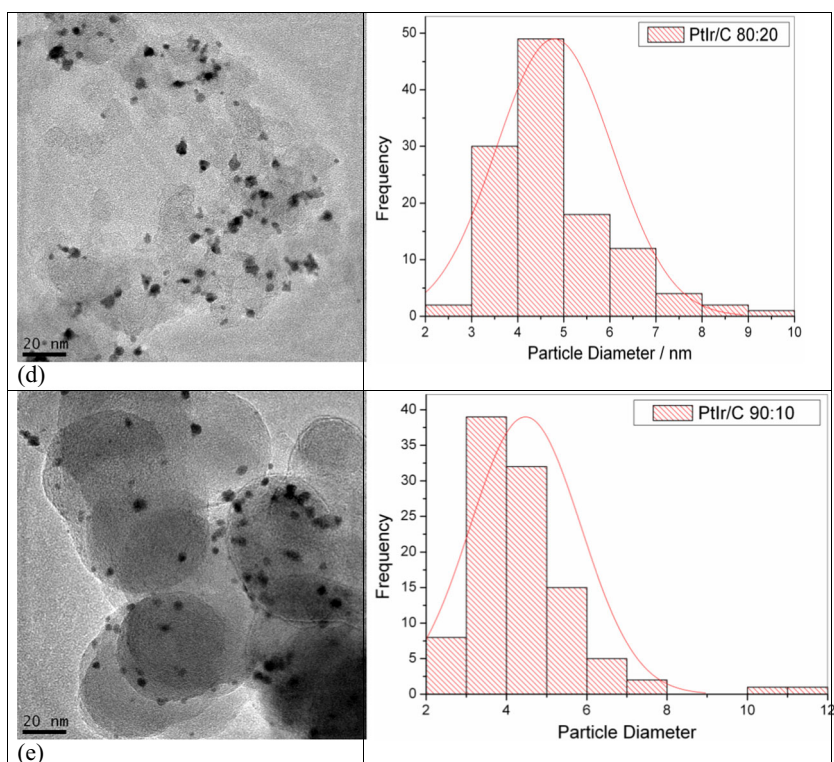 PtIr/C 80:20
50
40
30
20
10
0
Frequency
2 3 4 5 6 7 8 9 10
Particle Diameter / nm
20 nm
(d)
PtIr/C 90:10
40
35
30
25
20
15
10
5
0
Frequency
2 4 6 8 10 12
Particle Diameter
20 nm
(e)